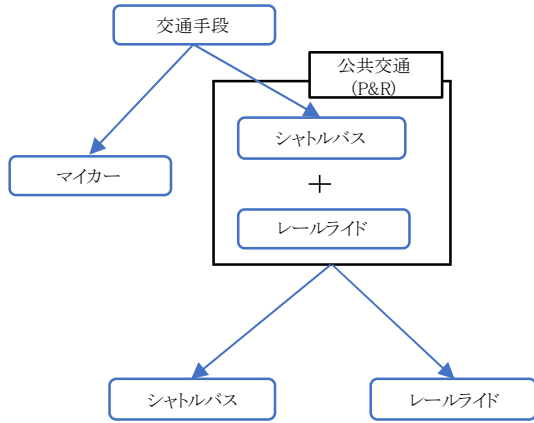 交通手段
公共交通
(P&R)
シャトルバス
マイカー
＋
レールライド
シャトルバス
レールライド